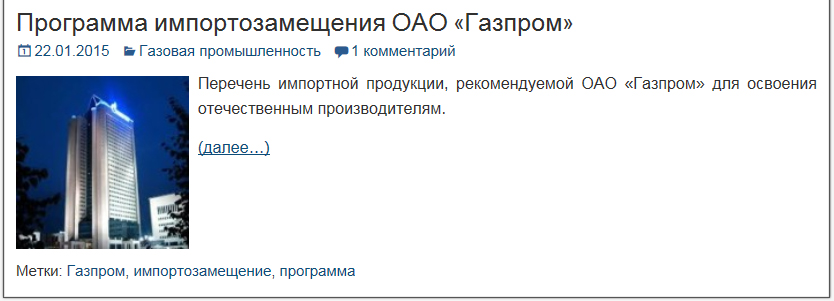 Программа импортозамещения ОАО «Газпром»
22.01.2015 Газовая промышленность 1 комментарий
Перечень импортной продукции, рекомендуемой ОАО «Газпром» для освоения
отечественным производителям.
(далее…)
Метки: Газпром, импортозамещение, программа